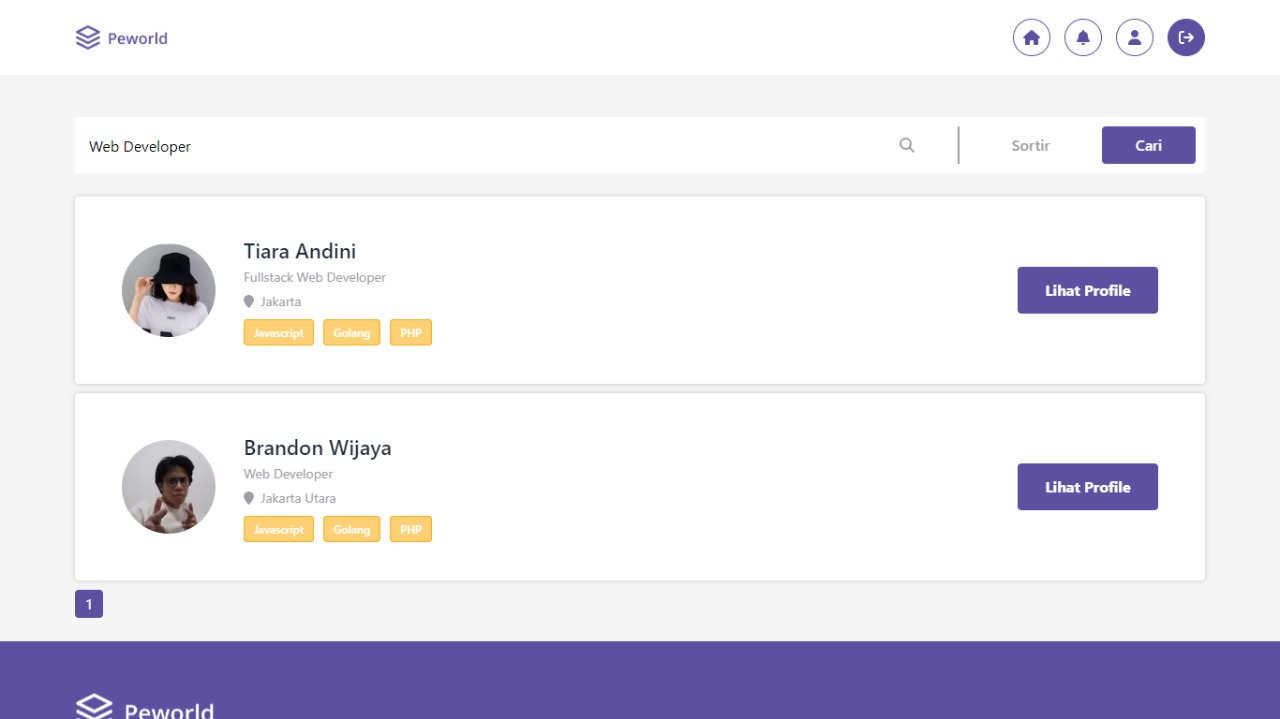 Peworld
Web Developer
Sortir
Cari
Tiara Andini
Fullstack Web Developer
Jakarta
Javascript Golang PHP
Lihat Profile
Brandon Wijaya
Web Developer
Jakarta Utara
Javascript Golang PHP
Lihat Profile
1
Peworld